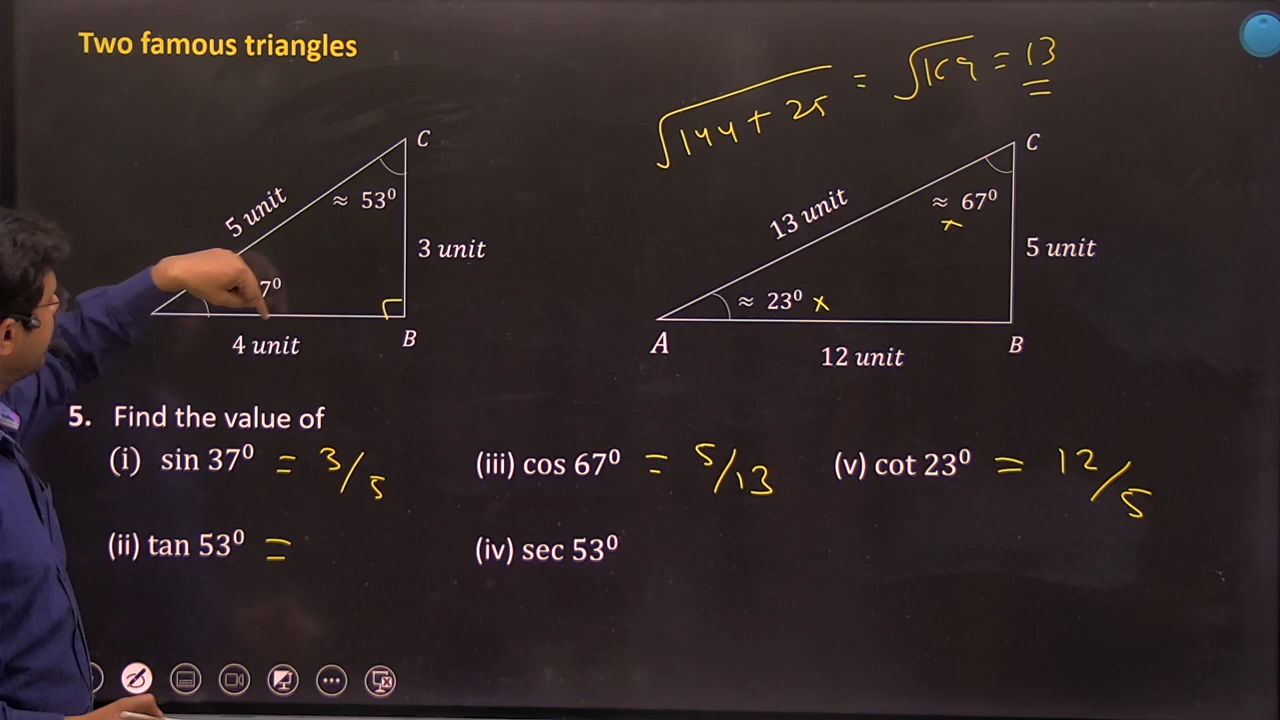 Two famous triangles
√144 + 25 = √169 = 13
C
5 unit
≈ 53⁰
3 unit
7⁰
B
4 unit
C
13 unit
≈ 67⁰
x
5 unit
≈ 23⁰ x
A
B
12 unit
5. Find the value of
(i) sin 37⁰ = 3/5
(iii) cos 67⁰ = 5/13
(v) cot 23⁰ = 12/5
(ii) tan 53⁰ =
(iv) sec 53⁰